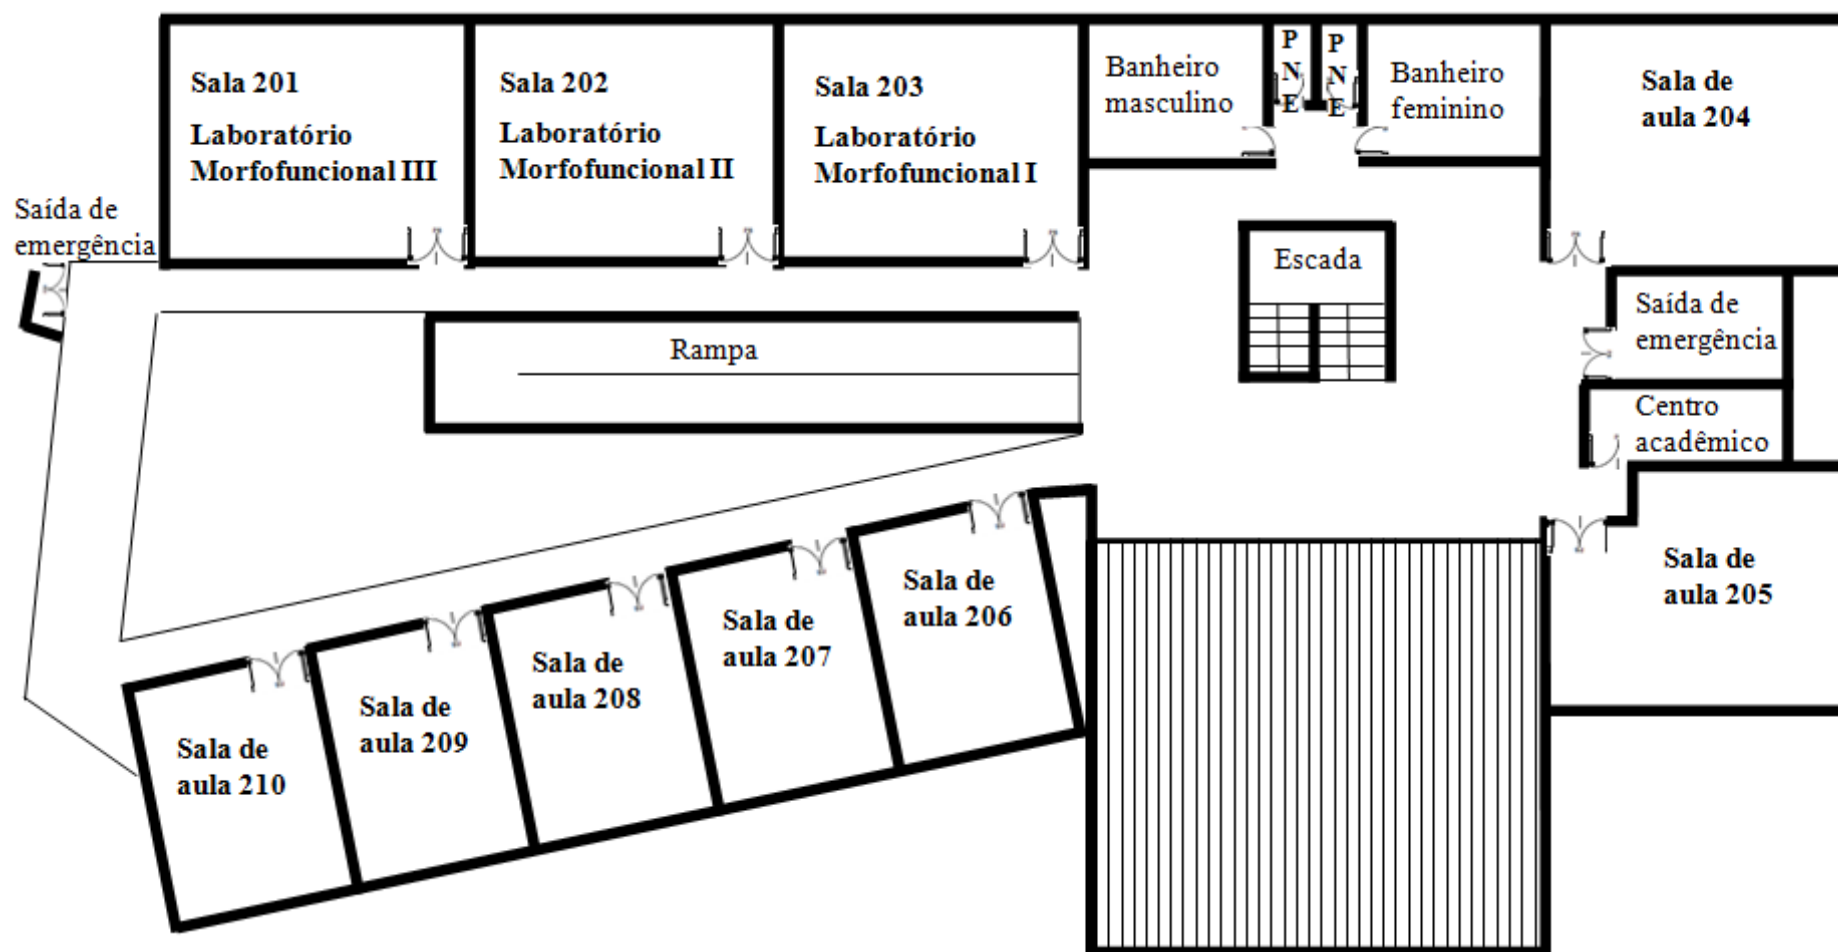 Sala 201
Laboratório
Morfofuncional III
Sala 202
Laboratório
Morfofuncional II
Sala 203
Laboratório
Morfofuncional I
Banheiro
masculino
P
N
E
P
N
E
Banheiro
feminino
Sala de
aula 204
Saída de
emergência
Escada
Saída de
emergência
Rampa
Centro
acadêmico
Sala de
aula 205
Sala de
aula 206
Sala de
aula 207
Sala de
aula 208
Sala de
aula 209
Sala de
aula 210